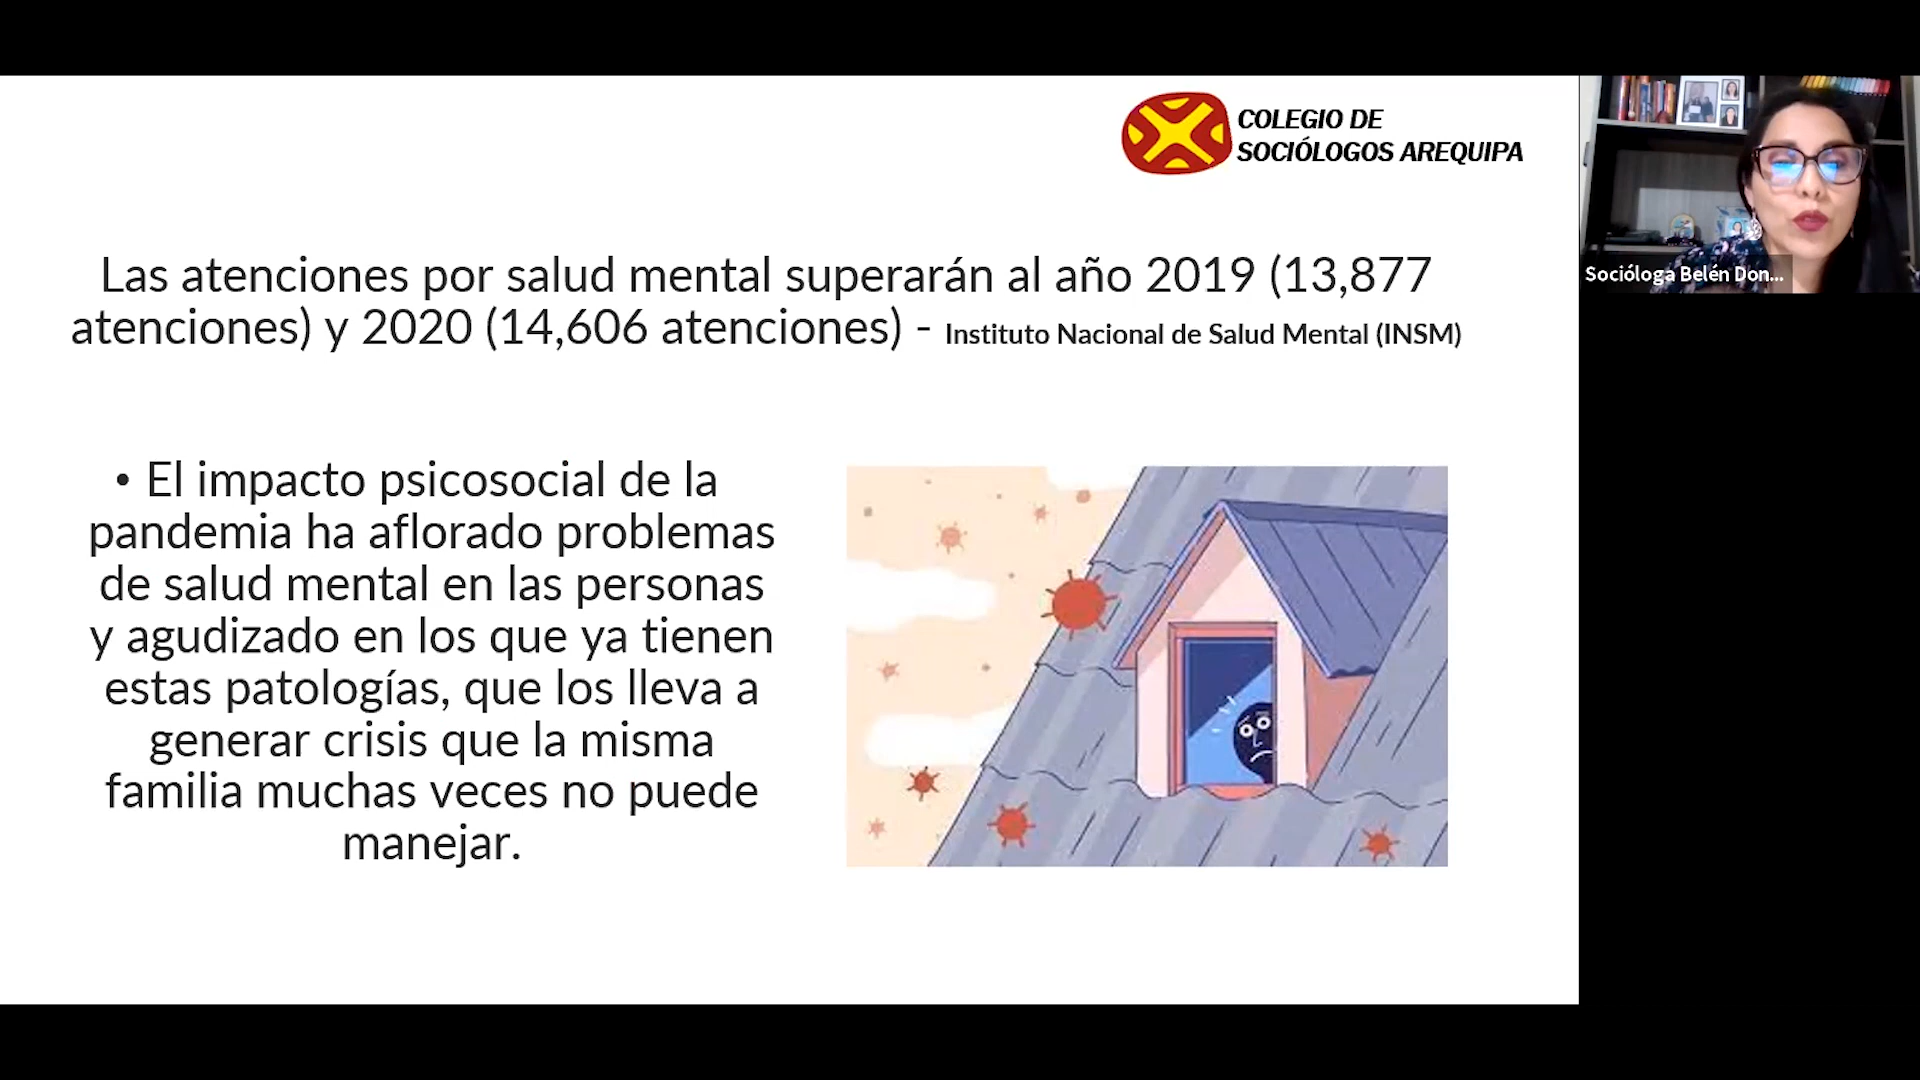 COLEGIO DE
SOCIÓLOGOS AREQUIPA
Las atenciones por salud mental superarán al año 2019 (13,877
atenciones) y 2020 (14,606 atenciones) - Instituto Nacional de Salud Mental (INSM)
• El impacto psicosocial de la
pandemia ha aflorado problemas
de salud mental en las personas
y agudizado en los que ya tienen
estas patologías, que los lleva a
generar crisis que la misma
familia muchas veces no puede
manejar.
Socióloga Belén Don...